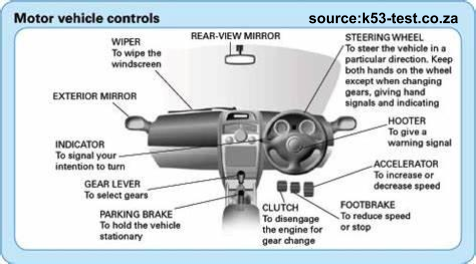 Motor vehicle controls
source:k53-test.co.za
WIPER
To wipe the
windscreen
REAR-VIEW MIRROR
STEERING WHEEL
To steer the vehicle in a
particular direction. Keep
both hands on the wheel
except when changing
gears, giving hand
signals and indicating
EXTERIOR MIRROR
HOOTER
To give a
warning signal
INDICATOR
To signal your
intention to turn
ACCELERATOR
To increase or
decrease speed
GEAR LEVER
To select gears
PARKING BRAKE
To hold the vehicle
stationary
CLUTCH
To disengage
the engine for
gear change
FOOTBRAKE
To reduce speed
or stop